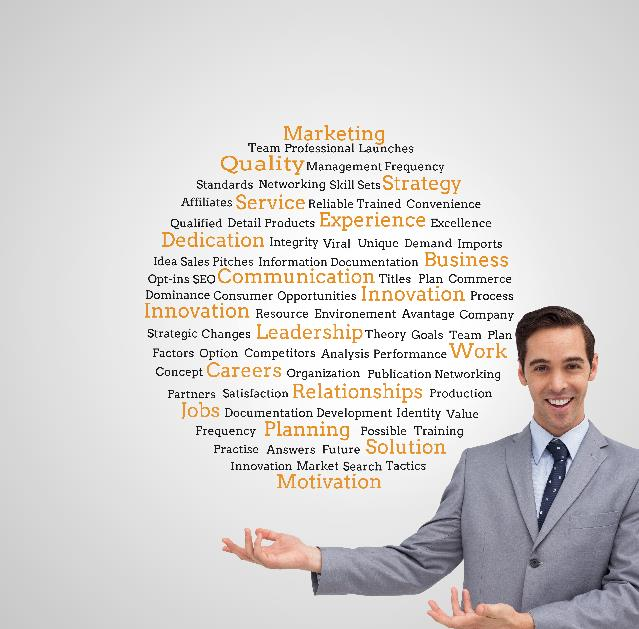 Marketing
Team Professional Launches
Quality Management Frequency
Standards Networking Skill Sets Strategy
Affiliates Service Reliable Trained Convenience
Qualified Detail Products Experience Excellence
Dedication Integrity Viral Unique Demand Imports
Idea Sales Pitches Information Documentation Business
Opt-ins SEO Communication Titles Plan Commerce
Dominance Consumer Opportunities Innovation Process
Innovation Resource Environement Avantage Company
Strategic Changes Leadership Theory Goals Team Plan
Factors Option Competitors Analysis Performance Work
Concept Careers Organization Publication Networking
Partners Satisfaction Relationships Production
Jobs Documentation Development Identity Value
Frequency Planning Possible Training
Practise Answers Future Solution
Innovation Market Search Tactics
Motivation